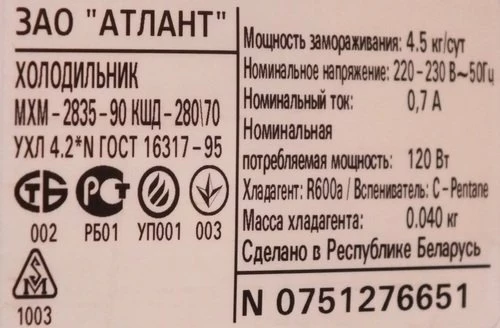 ЗАО "АТЛАНТ"
ХОЛОДИЛЬНИК
МХМ-2835-90 КШД-280\70
УХЛ 4.2*N ГОСТ 16317-95
СТБ РСТ
002 РБ01 УП001 003
1003
Мощность замораживания: 4.5 кг/сут
Номинальное напряжение: 220-230 В~50Гц
Номинальный ток: 0,7 А
Номинальная
потребляемая мощность: 120 Вт
Хладагент: R600a / Вспениватель: C-Pentane
Масса хладагента: 0.040 кг
Сделано в Республике Беларусь
N 0751276651